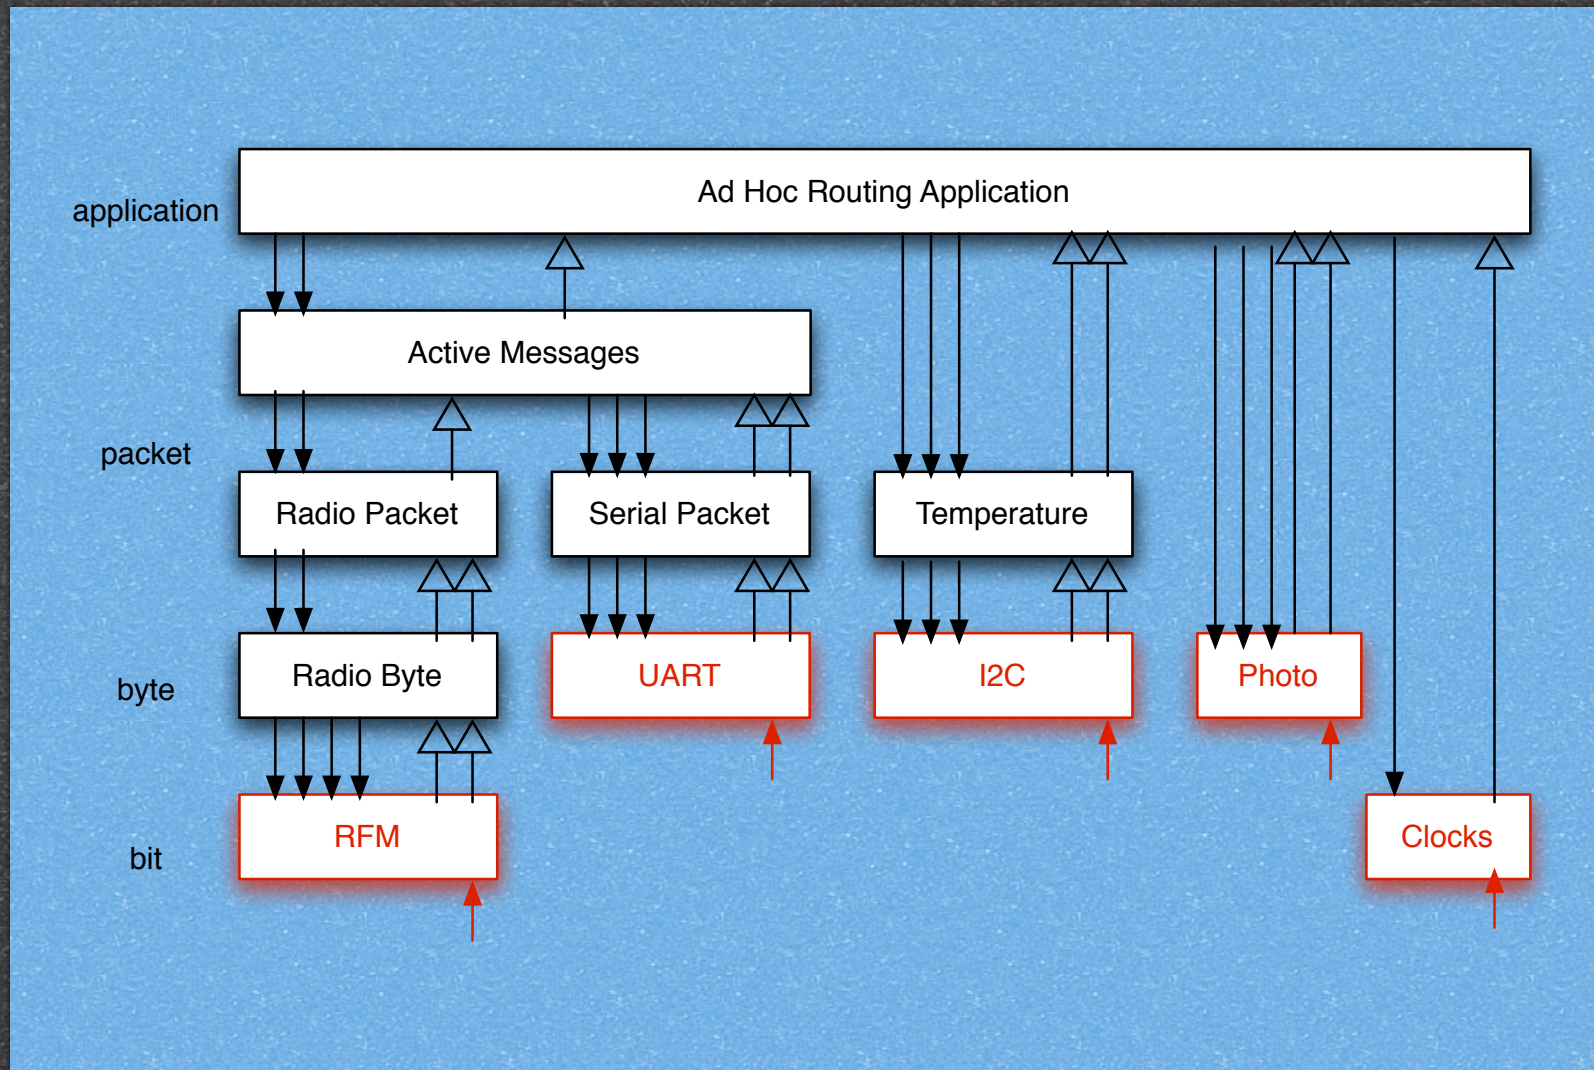 Ad Hoc Routing Application
application
Active Messages
packet
Radio Packet
Serial Packet
Temperature
byte
Radio Byte
UART
I2C
Photo
bit
RFM
Clocks